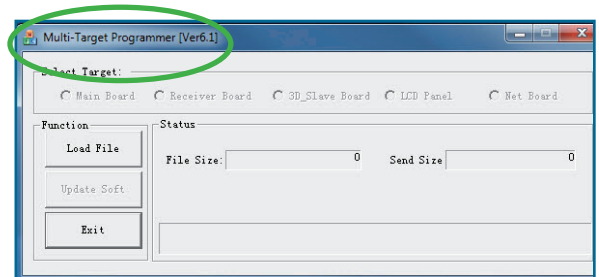 Multi-Target Programmer [Ver6.1]
Select Target:
Main Board Receiver Board 3D_Slave Board LCD Panel Net Board
Function Status
Load File
File Size: 0 Send Size 0
Update Soft
Exit